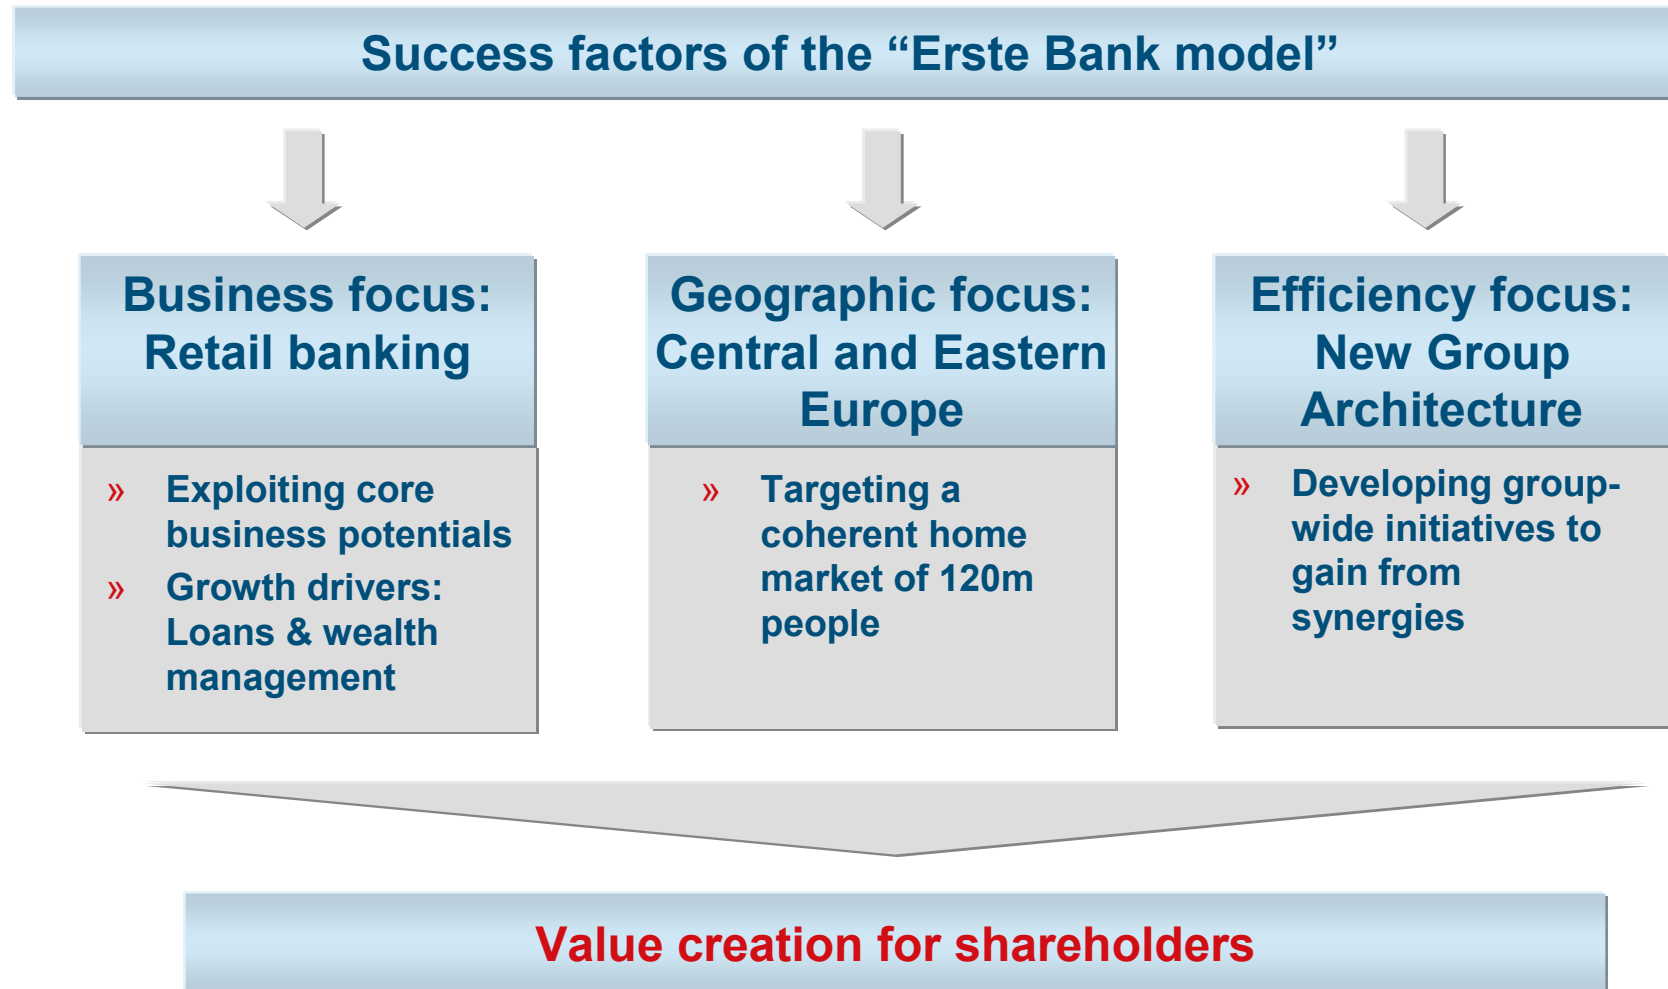 Success factors of the “Erste Bank model”
Business focus:
Retail banking
» Exploiting core
business potentials
» Growth drivers:
Loans & wealth
management
Geographic focus:
Central and Eastern
Europe
» Targeting a
coherent home
market of 120m
people
Efficiency focus:
New Group
Architecture
» Developing group-
wide initiatives to
gain from
synergies
Value creation for shareholders